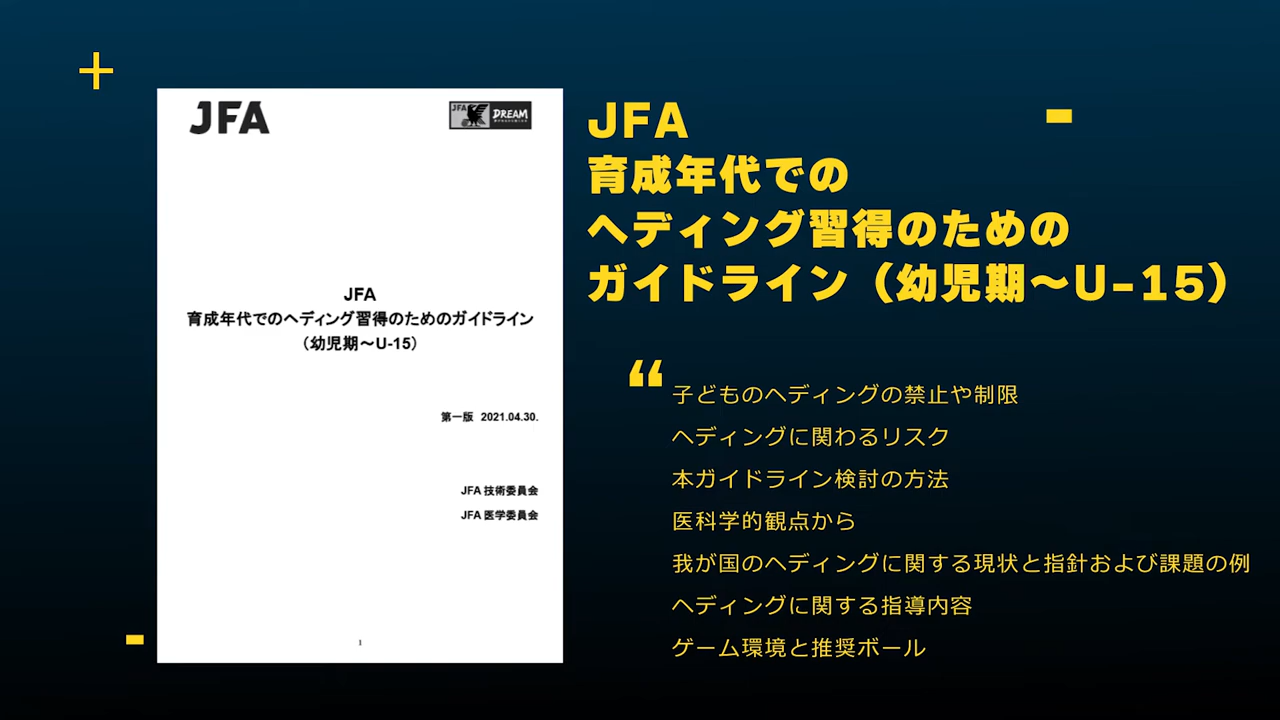 JFA
JFA
DREAM
JFA
育成年代でのヘディング習得のためのガイドライン
（幼児期～U-15）
第一版 2021.04.30.
JFA 技術委員会
JFA 医学委員会
1
JFA
育成年代での
ヘディング習得のための
ガイドライン（幼児期～U-15）
“
子どものヘディングの禁止や制限
ヘディングに関わるリスク
本ガイドライン検討の方法
医科学的観点から
我が国のヘディングに関する現状と指針および課題の例
ヘディングに関する指導内容
ゲーム環境と推奨ボール